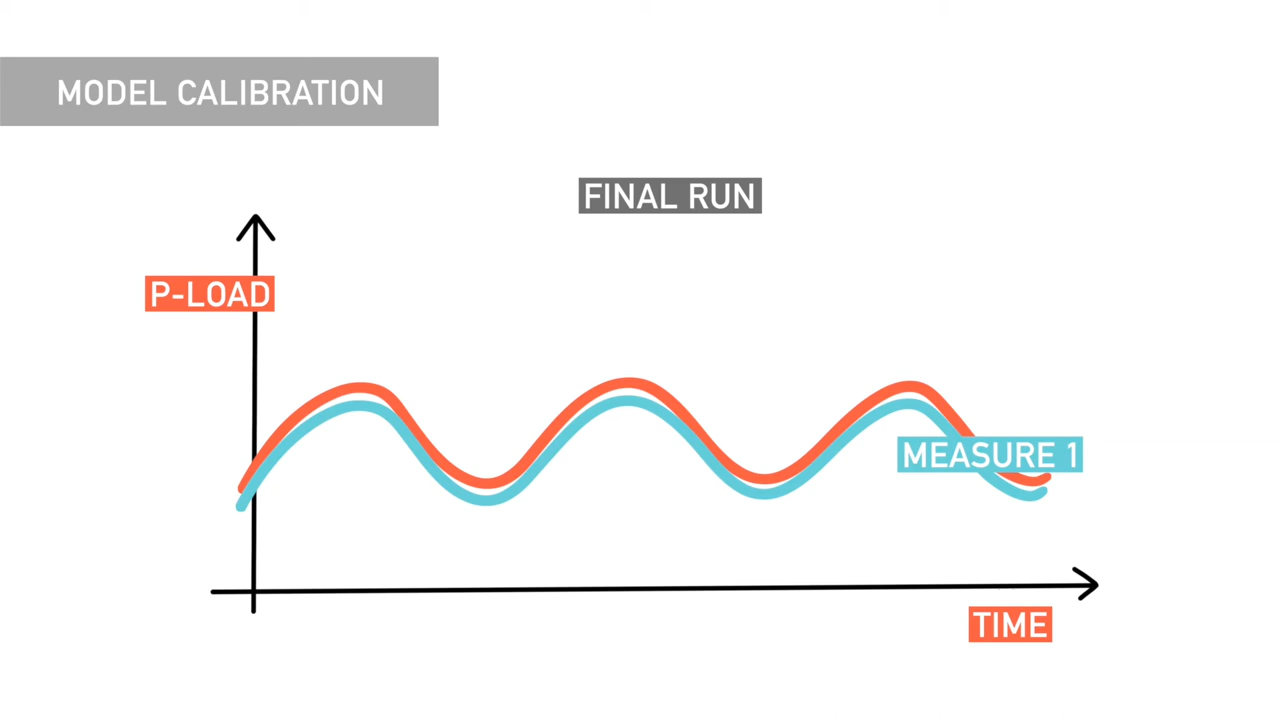 MODEL CALIBRATION
FINAL RUN
P-LOAD
MEASURE 1
TIME